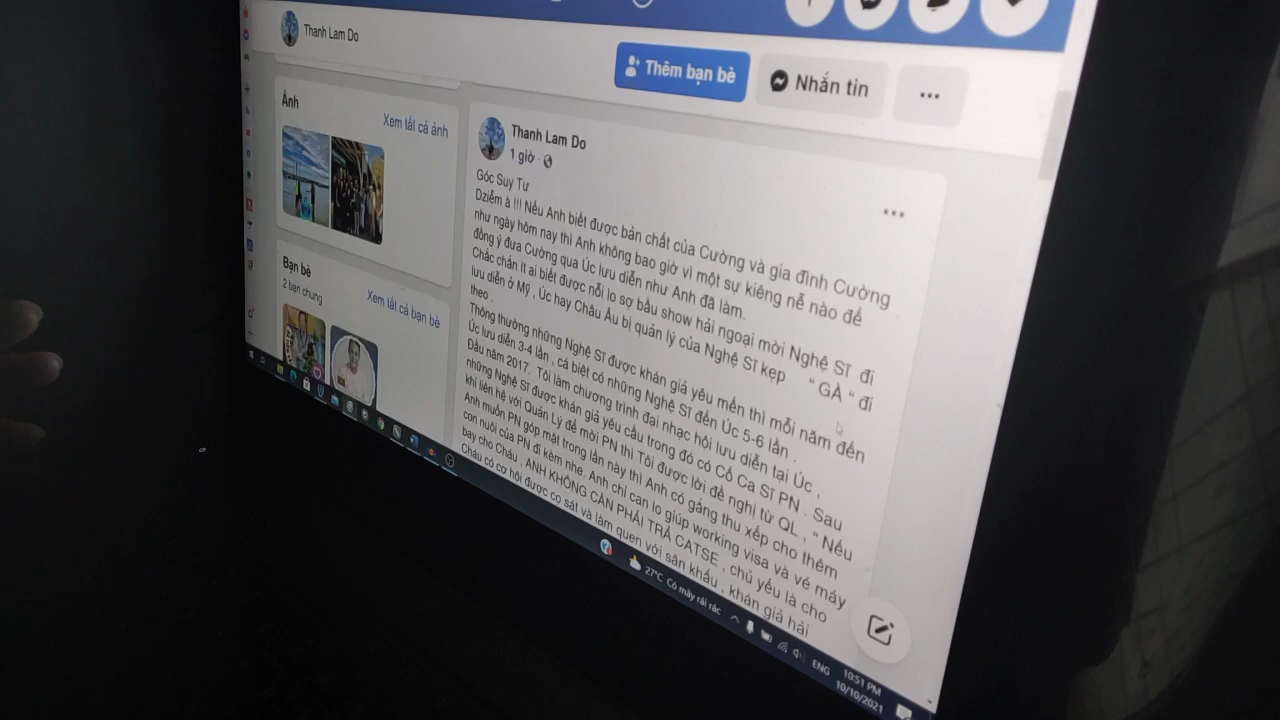 Thanh Lam Do
Thêm bạn bè
Nhắn tin
Ảnh
Xem tất cả ảnh
Bạn bè
2 bạn chung
Xem tất cả bạn bè
Thanh Lam Do
1 giờ
Góc Suy Tư
Dziễm à !!! Nếu Anh biết được bản chất của Cường và gia đình Cường
như ngày hôm nay thì Anh không bao giờ vì một sự kiêng nễ nào để
đồng ý đưa Cường qua Úc lưu diễn như Anh đã làm.
Chắc chắn ít ai biết được nỗi lo sợ bầu show hải ngoại mời Nghệ Sĩ đi
lưu diễn ở Mỹ , Úc hay Châu Âu bị quản lý của Nghệ Sĩ kẹp " GÀ " đi
theo .
Thông thường những Nghệ Sĩ được khán giả yêu mến thì mỗi năm đến
Úc lưu diễn 3-4 lần , cá biệt có những Nghệ Sĩ đến Úc 5-6 lần .
Đầu năm 2017. Tôi làm chương trình đại nhạc hội lưu diễn tại Úc ,
những Nghệ Sĩ được khán giả yêu cầu trong đó có Cô Ca Sĩ PN . Sau
khi liên hệ với Quản Lý để mời PN thì Tôi được lời đề nghị từ QL , " Nếu
Anh muốn PN góp mặt trong lần này thì Anh có gảng thu xếp cho thêm
con nuôi của PN đi kèm nhe. Anh chỉ cần lo giúp working visa và vé máy
bay cho Cháu , ANH KHÔNG CẦN PHẢI TRẢ CATSE , chủ yếu là cho
Cháu có cơ hội được cọ sát và làm quen với sân khấu , khán giả hải
27°C Có mây rải rác
ENG
10:51 PM
10/10/2021